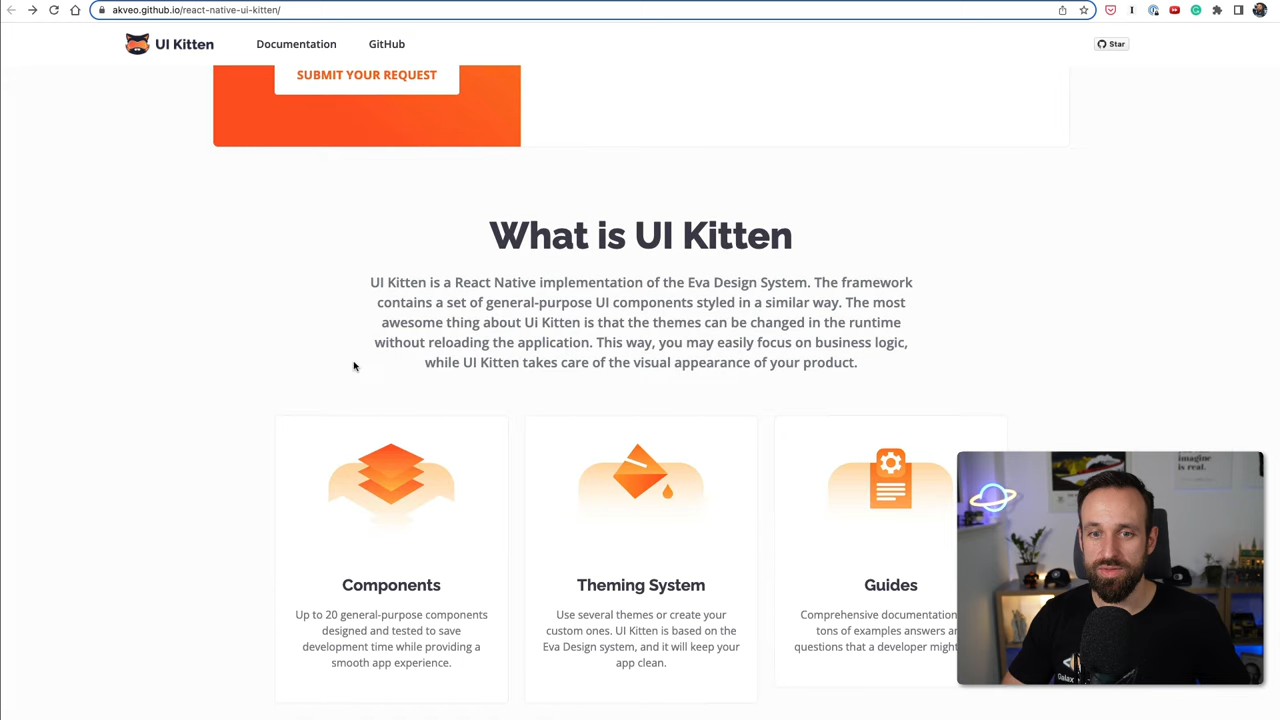 akveo.github.io/react-native-ui-kitten/
UI Kitten
Documentation
GitHub
Star
SUBMIT YOUR REQUEST
What is UI Kitten
UI Kitten is a React Native implementation of the Eva Design System. The framework
contains a set of general-purpose UI components styled in a similar way. The most
awesome thing about Ui Kitten is that the themes can be changed in the runtime
without reloading the application. This way, you may easily focus on business logic,
while UI Kitten takes care of the visual appearance of your product.
Components
Up to 20 general-purpose components
designed and tested to save
development time while providing a
smooth app experience.
Theming System
Use several themes or create your
custom ones. UI Kitten is based on the
Eva Design system, and it will keep your
app clean.
Guides
Comprehensive documentation
tons of examples answers
questions that a developer might
imagine
is real.
Galax